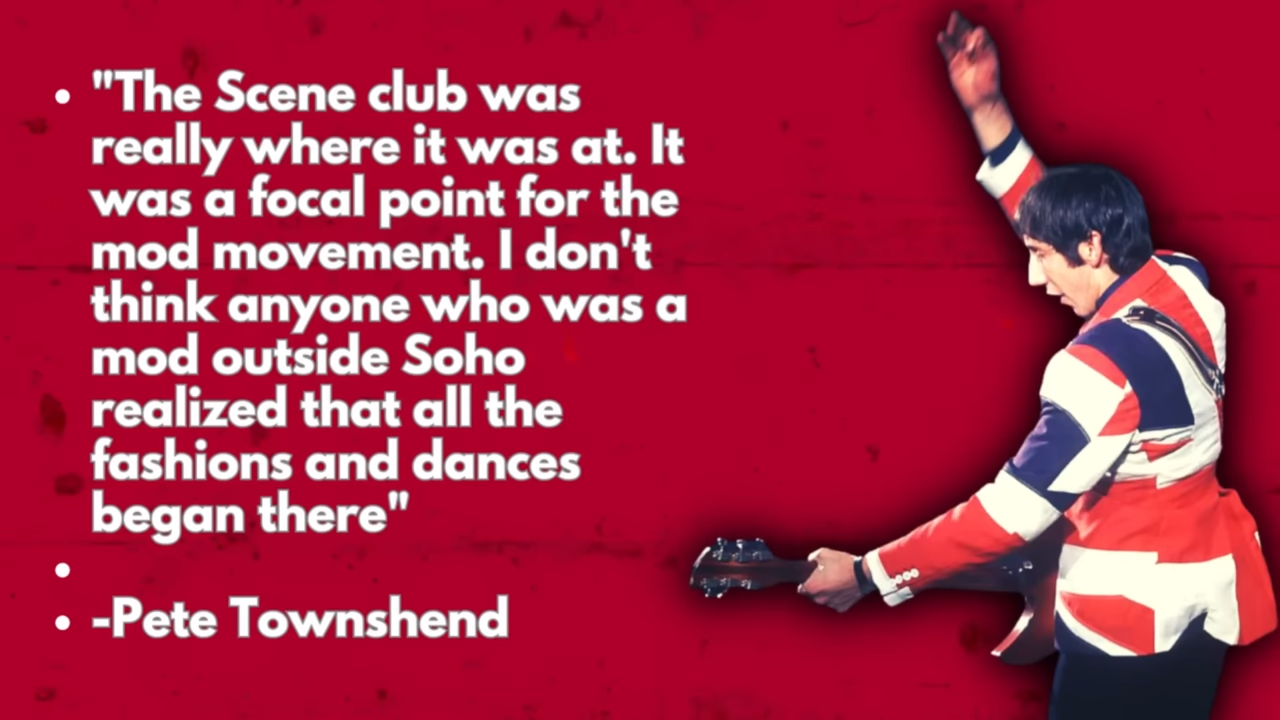 • "The Scene club was
really where it was at. It
was a focal point for the
mod movement. I don't
think anyone who was a
mod outside Soho
realized that all the
fashions and dances
began there"
•
• -Pete Townshend